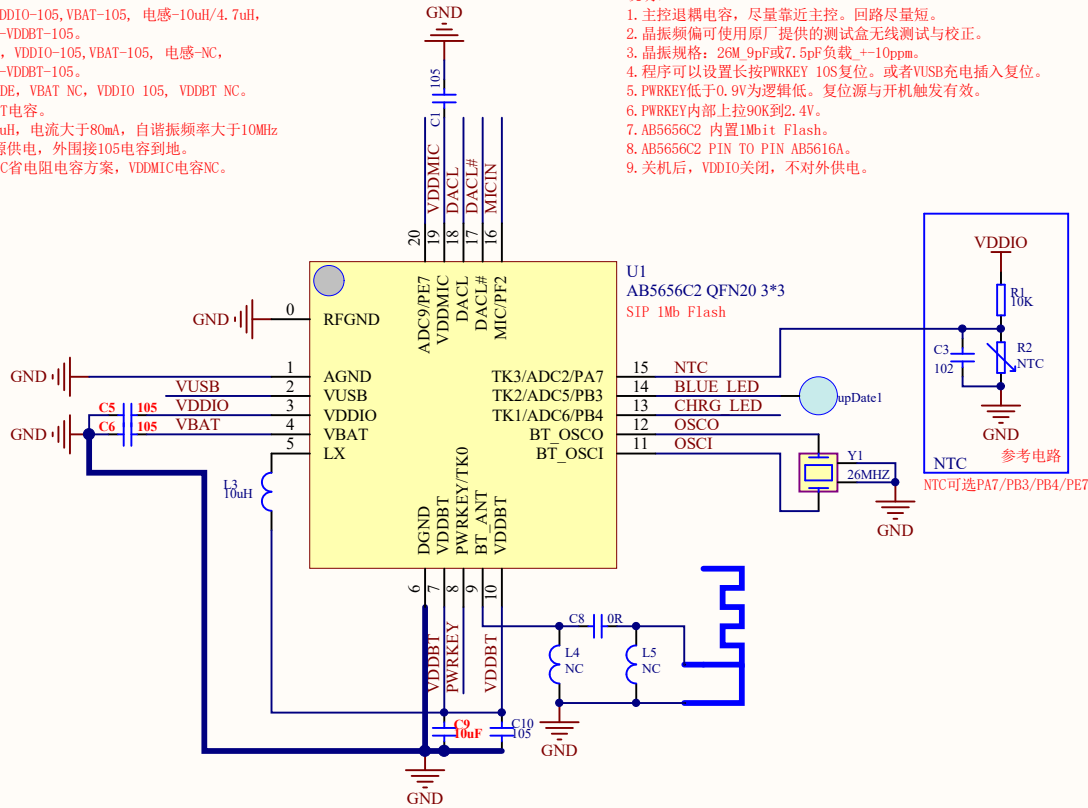 DDIO-105,VBAT-105, 电感-10uH/4.7uH,
-VDDBT-105。
, VDDIO-105,VBAT-105, 电感-NC,
-VDDBT-105。
DE, VBAT NC, VDDIO 105, VDDBT NC。
T电容。
uH, 电流大于80mA, 自谐振频率大于10MHz
源供电, 外围接105电容到地。
C省电阻电容方案, VDDMIC电容NC。
1.主控退耦电容, 尽量靠近主控。回路尽量短。
2.晶振频偏可使用原厂提供的测试盒无线测试与校正。
3.晶振规格: 26M_9pF或7.5pF负载_+-10ppm。
4.程序可以设置长按PWRKEY 10S复位。或者VUSB充电插入复位。
5.PWRKEY低于0.9V为逻辑低。复位源与开机触发有效。
6.PWRKEY内部上拉90K到2.4V。
7.AB5656C2 内置1Mbit Flash。
8.AB5656C2 PIN TO PIN AB5616A。
9.关机后, VDDIO关闭, 不对外供电。
GND
C1 105
VDDMIC
DACL
DACL#
MICIN
20
19
18
17
16
ADC9/PE7
VDDMIC
DACL
DACL#
MIC/PF2
U1
AB5656C2 QFN20 3*3
SIP 1Mb Flash
GND
0
RFGND
GND
1
AGND
VUSB
2
VUSB
C5
105
VDDIO
3
VDDIO
GND
C6
105
VBAT
4
VBAT
5
LX
L3
10uH
TK3/ADC2/PA7
15
NTC
TK2/ADC5/PB3
14
BLUE LED
upDate1
TK1/ADC6/PB4
13
CHRG LED
BT_OSCO
12
OSCO
BT_OSCI
11
OSCI
Y1
26MHZ
GND
VDDIO
R1
10K
C3
102
R2
NTC
GND
参考电路
NTC
NTC可选PA7/PB3/PB4/PE7
DGND
VDDBT
PWRKEY/TK0
BT_ANT
VDDBT
6
7
8
9
10
VDDBT
PWRKEY
VDDBT
C8
0R
L4
NC
L5
NC
GND
C9
10uF
C10
105
GND